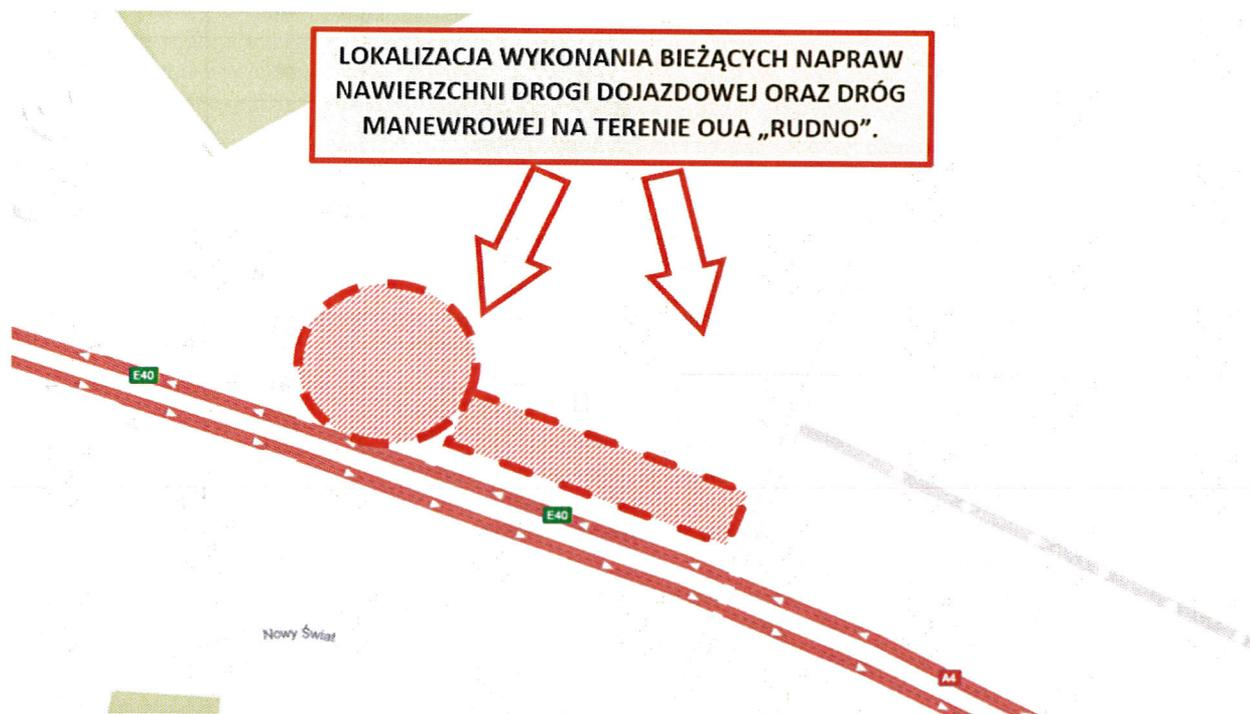 LOKALIZACJA WYKONANIA BIEŻĄCYCH NAPRAW
NAWIERZCHNI DROGI DOJAZDOWEJ ORAZ DRÓG
MANEWROWEJ NA TERENIE OUA „RUDNO”.
E40
E40
Nowy Świat
A4